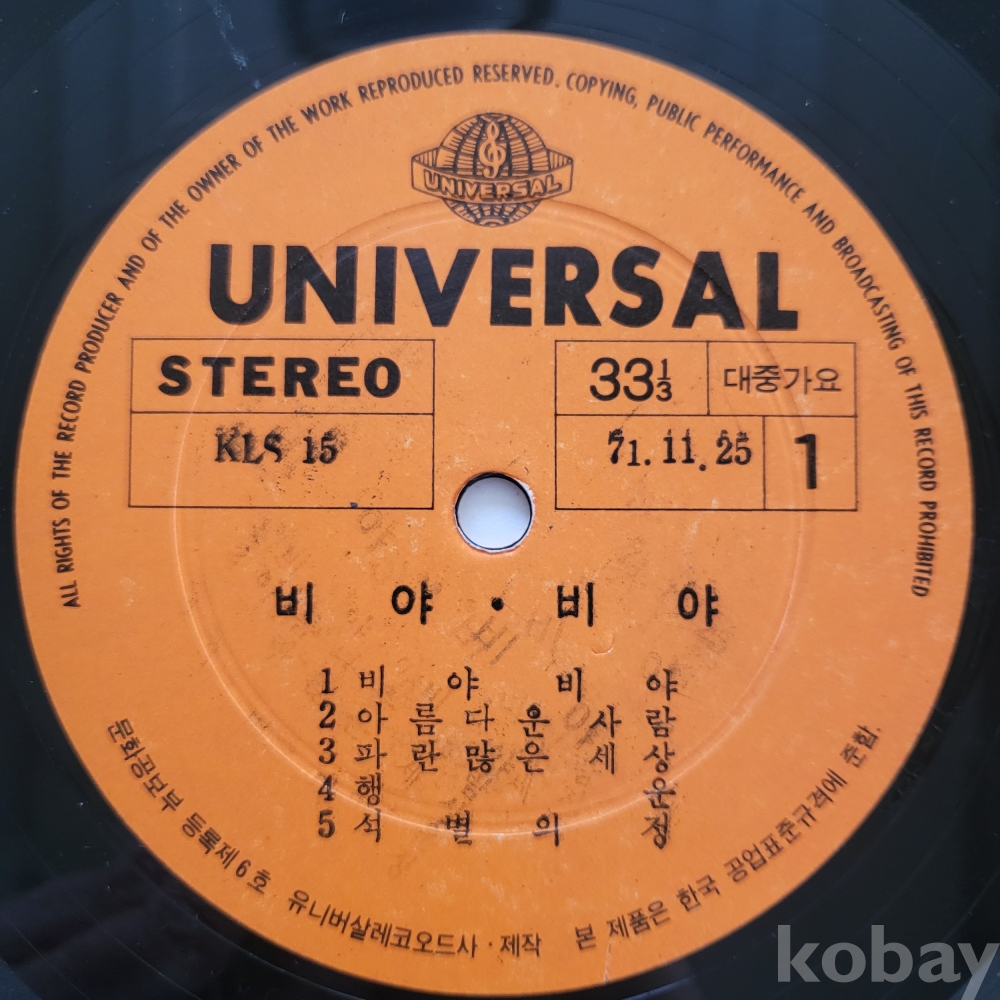 ALL RIGHTS OF THE RECORD PRODUCER AND OF THE OWNER OF THE WORK REPRODUCED RESERVED. COPYING, PUBLIC PERFORMANCE AND BROADCASTING OF THIS RECORD PROHIBITED
UNIVERSAL
UNIVERSAL
STEREO
33⅓ 대중가요
KLS 15
71.11.25 1
비 야 · 비 야
1 비 야 비 야
2 아 름 다 운 사 람
3 파 란 많 은 세 상
4 행 운
5 석 별 의 정
문화공보부 등록제 6호 유니버살레코오드사 · 제작 본 제품은 한국 공업표준규격에 준함.
kobay